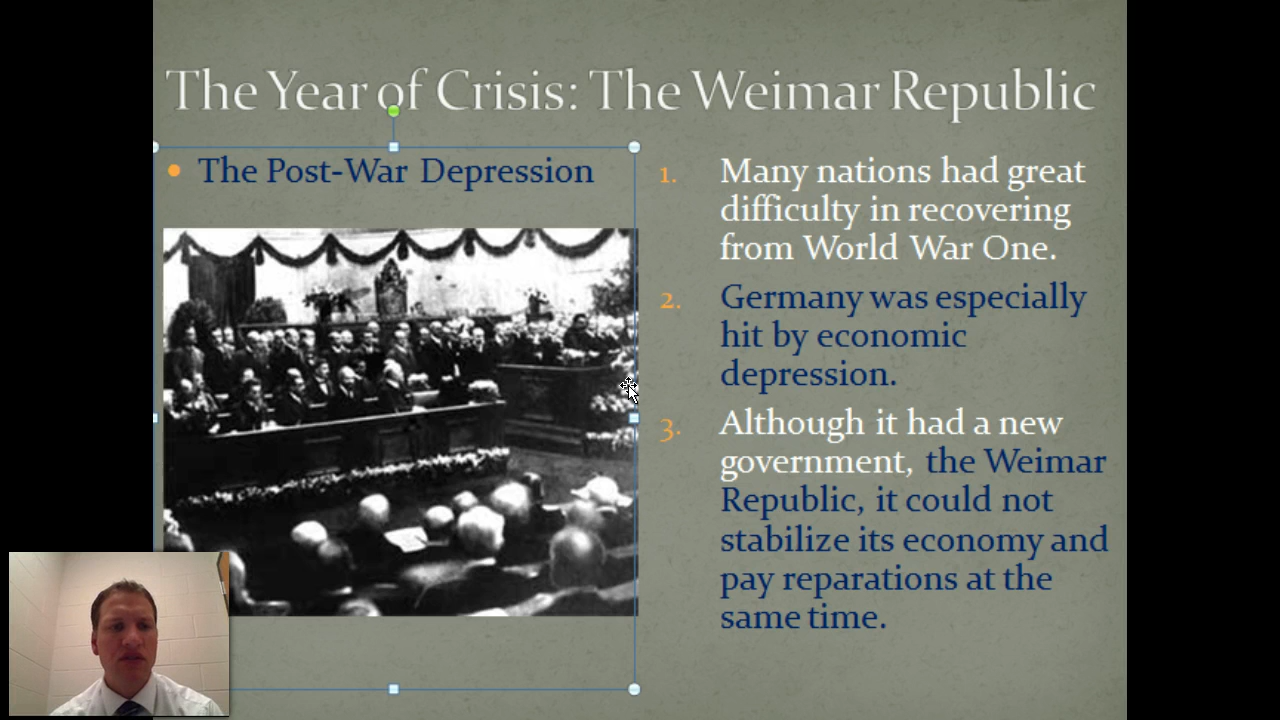 The Year of Crisis: The Weimar Republic
• The Post-War Depression
1. Many nations had great
difficulty in recovering
from World War One.
2. Germany was especially
hit by economic
depression.
3. Although it had a new
government, the Weimar
Republic, it could not
stabilize its economy and
pay reparations at the
same time.